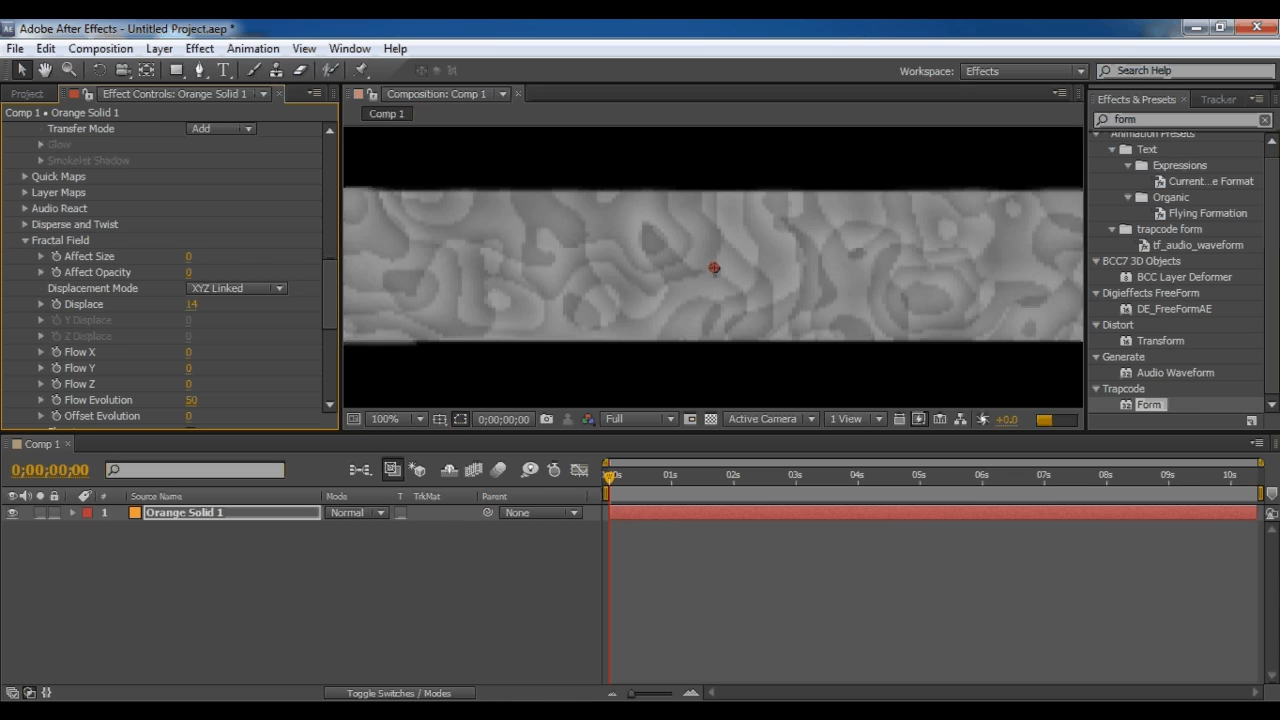 Adobe After Effects - Untitled Project.aep *
File Edit Composition Layer Effect Animation View Window Help
Workspace: Effects Search Help
Project Effect Controls: Orange Solid 1
Comp 1 • Orange Solid 1
Transfer Mode Add
Glow
Smokelet Shadow
Quick Maps
Layer Maps
Audio React
Disperse and Twist
Fractal Field
Affect Size 0
Affect Opacity 0
Displacement Mode XYZ Linked
Displace 14
Y Displace 0
Z Displace 0
Flow X 0
Flow Y 0
Flow Z 0
Flow Evolution 50
Offset Evolution 0
Composition: Comp 1
Comp 1
100% 0;00;00;00 Full Active Camera 1 View +0.0
Effects & Presets Tracker
form
Animation Presets
Text
Expressions
Current...e Format
Organic
Flying Formation
trapcode form
tf_audio_waveform
BCC7 3D Objects
BCC Layer Deformer
Digieffects FreeForm
DE_FreeFormAE
Distort
Transform
Generate
Audio Waveform
Trapcode
Form
Comp 1
0;00;00;00
01s 02s 03s 04s 05s 06s 07s 08s 09s 10s
# Source Name Mode T TrkMat Parent
1 Orange Solid 1 Normal None
Toggle Switches / Modes